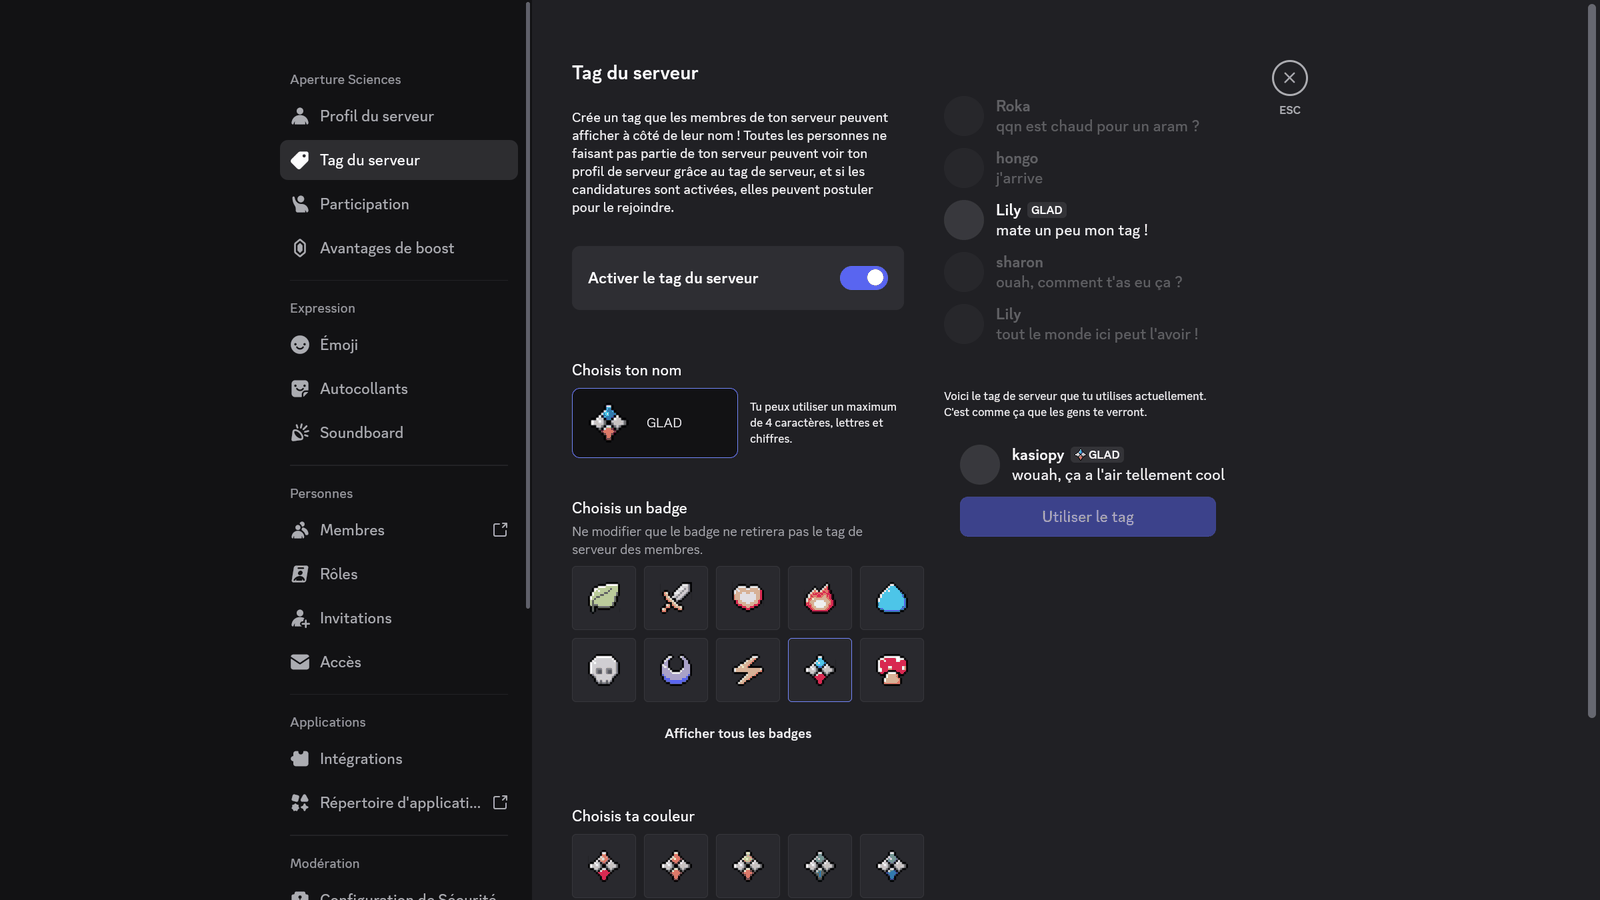 Aperture Sciences
Profil du serveur
Tag du serveur
Participation
Avantages de boost
Expression
Émoji
Autocollants
Soundboard
Personnes
Membres
Rôles
Invitations
Accès
Applications
Intégrations
Répertoire d'applicati...
Modération
Configuration de Sécurité
Tag du serveur
Crée un tag que les membres de ton serveur peuvent
afficher à côté de leur nom ! Toutes les personnes ne
faisant pas partie de ton serveur peuvent voir ton
profil de serveur grâce au tag de serveur, et si les
candidatures sont activées, elles peuvent postuler
pour le rejoindre.
Activer le tag du serveur
Choisis ton nom
GLAD
Tu peux utiliser un maximum
de 4 caractères, lettres et
chiffres.
Choisis un badge
Ne modifier que le badge ne retirera pas le tag de
serveur des membres.
Afficher tous les badges
Choisis ta couleur
Roka
qqn est chaud pour un aram ?
hongo
j'arrive
Lily GLAD
mate un peu mon tag !
sharon
ouah, comment t'as eu ça ?
Lily
tout le monde ici peut l'avoir !
Voici le tag de serveur que tu utilises actuellement.
C'est comme ça que les gens te verront.
kasiopy GLAD
wouah, ça a l'air tellement cool
Utiliser le tag
ESC